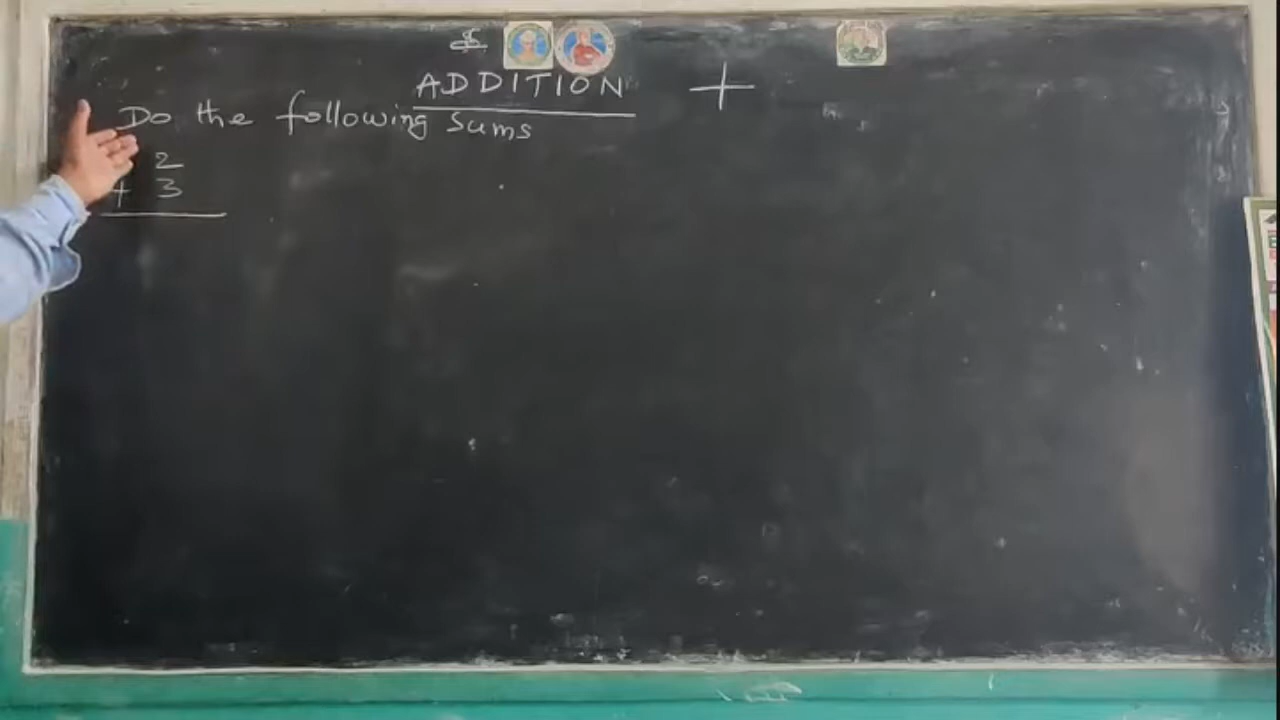 ADDITION +
Do the following sums
2
+ 3